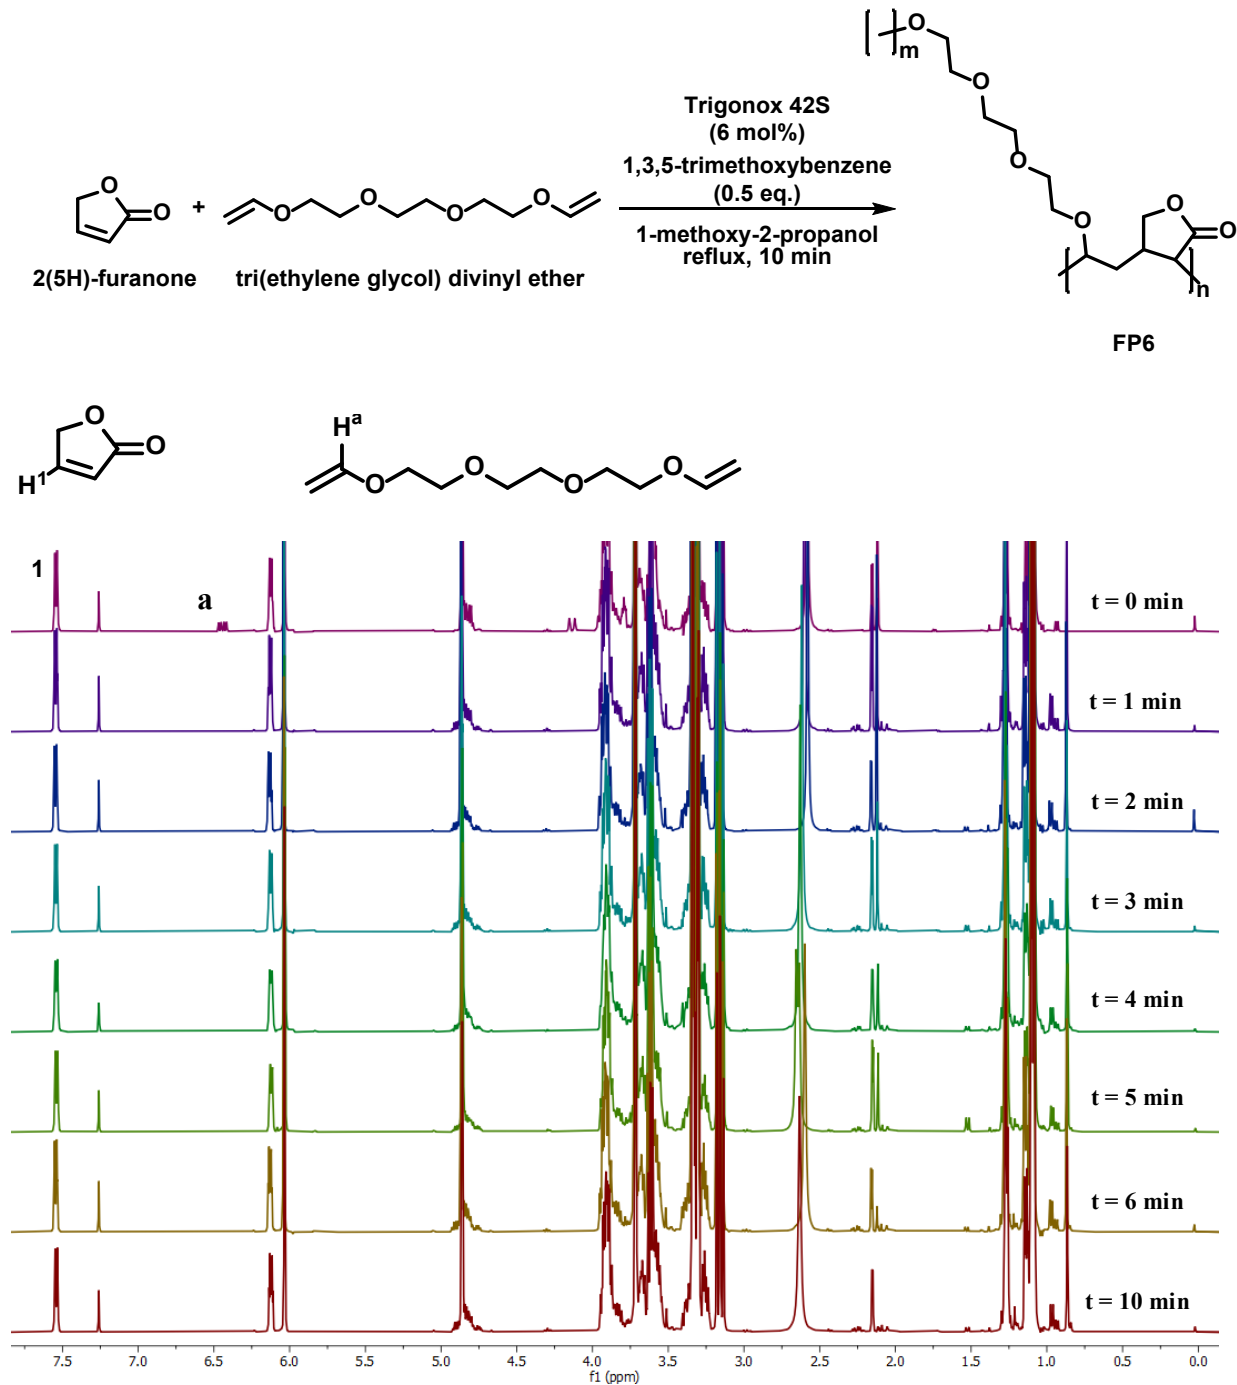 O
m
O
O
O
O
O
n
Trigonox 42S
(6 mol%)
1,3,5-trimethoxybenzene
(0.5 eq.)
1-methoxy-2-propanol
reflux, 10 min
O
O
+
O
O
O
O
2(5H)-furanone
tri(ethylene glycol) divinyl ether
FP6
O
O
H1
Ha
O
O
O
O
1
a
t = 0 min
t = 1 min
t = 2 min
t = 3 min
t = 4 min
t = 5 min
t = 6 min
t = 10 min
7.5 7.0 6.5 6.0 5.5 5.0 4.5 4.0 3.5 3.0 2.5 2.0 1.5 1.0 0.5 0.0
f1 (ppm)